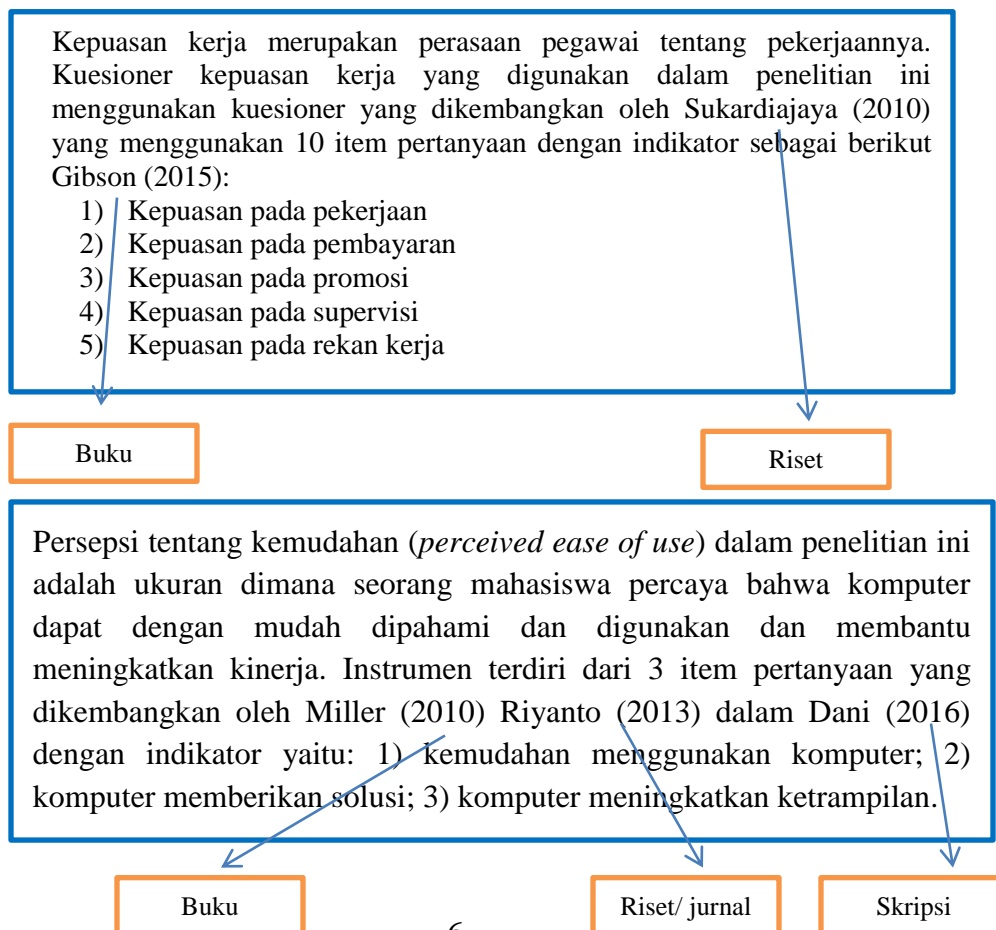 Kepuasan kerja merupakan perasaan pegawai tentang pekerjaannya.
Kuesioner kepuasan kerja yang digunakan dalam penelitian ini
menggunakan kuesioner yang dikembangkan oleh Sukardiajaya (2010)
yang menggunakan 10 item pertanyaan dengan indikator sebagai berikut
Gibson (2015):
1) Kepuasan pada pekerjaan
2) Kepuasan pada pembayaran
3) Kepuasan pada promosi
4) Kepuasan pada supervisi
5) Kepuasan pada rekan kerja
Buku
Riset
Persepsi tentang kemudahan (perceived ease of use) dalam penelitian ini
adalah ukuran dimana seorang mahasiswa percaya bahwa komputer
dapat dengan mudah dipahami dan digunakan dan membantu
meningkatkan kinerja. Instrumen terdiri dari 3 item pertanyaan yang
dikembangkan oleh Miller (2010) Riyanto (2013) dalam Dani (2016)
dengan indikator yaitu: 1) kemudahan menggunakan komputer; 2)
komputer memberikan solusi; 3) komputer meningkatkan ketrampilan.
Buku
Riset/ jurnal
Skripsi